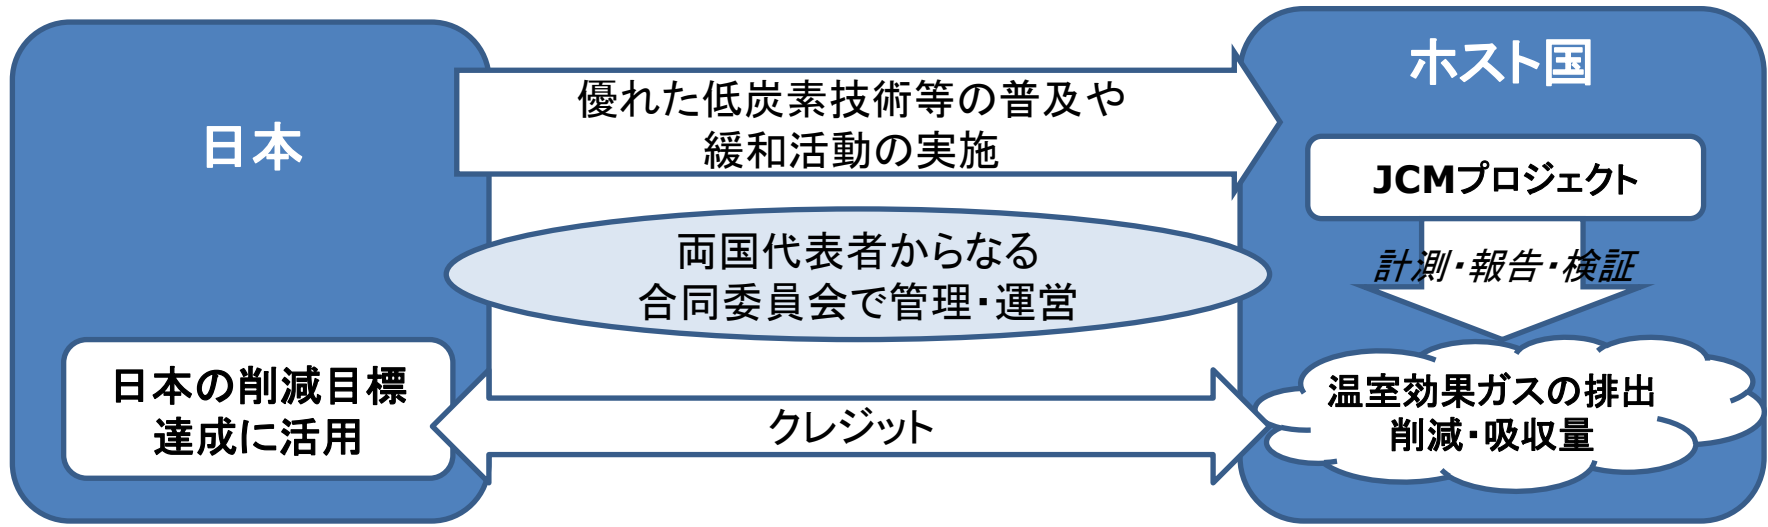 日本
優れた低炭素技術等の普及や
緩和活動の実施
ホスト国
JCMプロジェクト
計測・報告・検証
両国代表者からなる
合同委員会で管理・運営
日本の削減目標
達成に活用
クレジット
温室効果ガスの排出
削減・吸収量